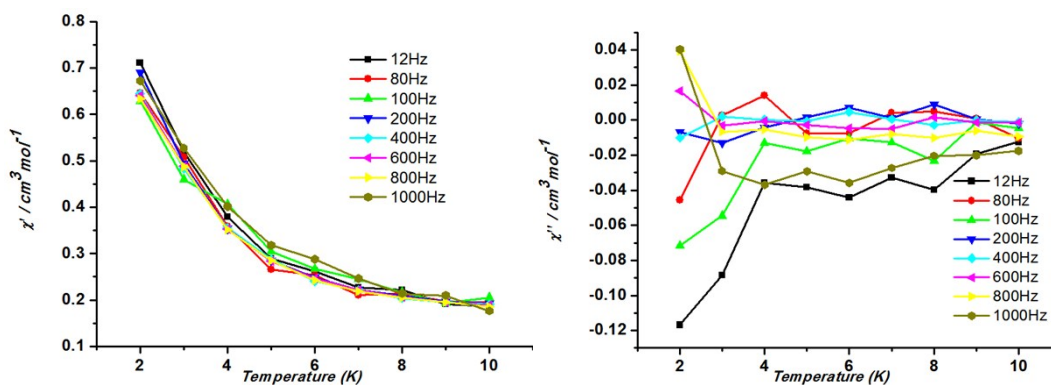 χ' / cm³mol⁻¹
0.8
0.7
0.6
0.5
0.4
0.3
0.2
0.1
2 4 6 8 10
Temperature (K)
12Hz
80Hz
100Hz
200Hz
400Hz
600Hz
800Hz
1000Hz
χ'' / cm³mol⁻¹
0.04
0.02
0.00
-0.02
-0.04
-0.06
-0.08
-0.10
-0.12
2 4 6 8 10
Temperature (K)
12Hz
80Hz
100Hz
200Hz
400Hz
600Hz
800Hz
1000Hz